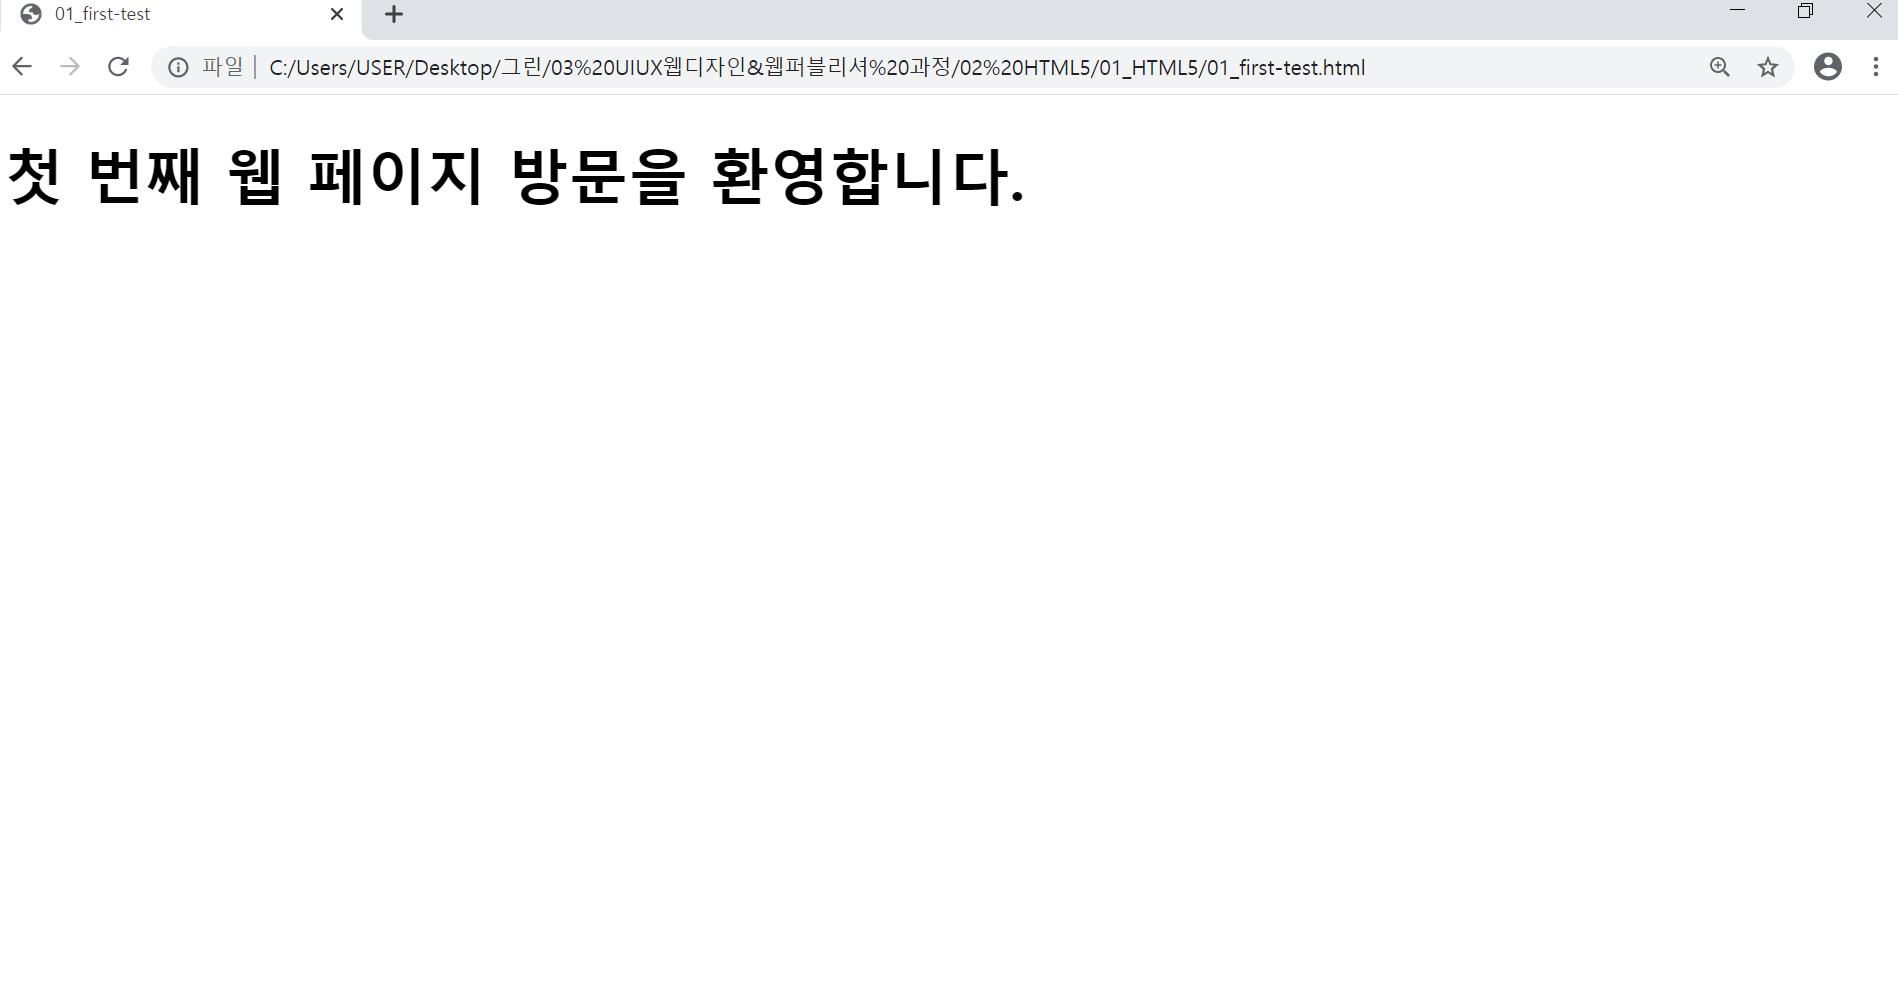 01_first-test
파일 C:/Users/USER/Desktop/그린/03%20UIUX웹디자인&웹퍼블리셔%20과정/02%20HTML5/01_HTML5/01_first-test.html
첫 번째 웹 페이지 방문을 환영합니다.